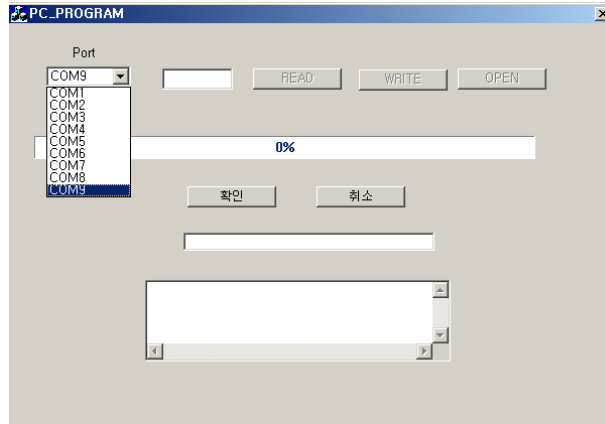 PC_PROGRAM
Port
COM9
READ
WRITE
OPEN
COM1
COM2
COM3
COM4
COM5
COM6
COM7
COM8
COM9
0%
확인
취소